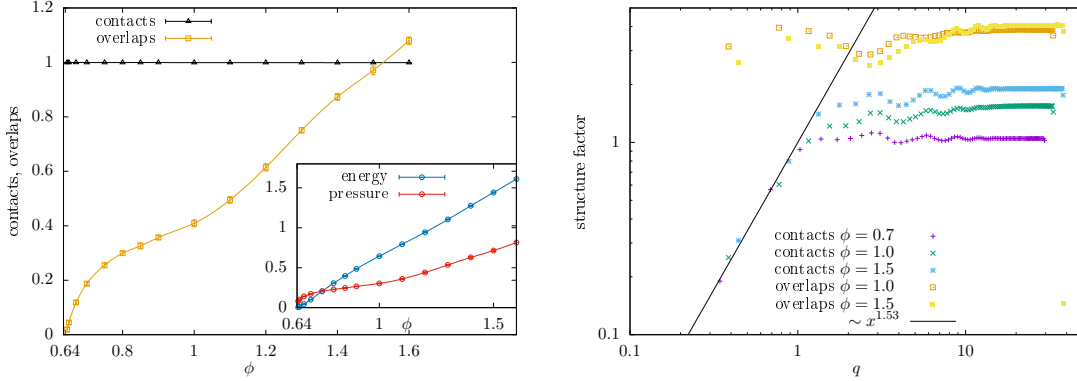 contacts
overlaps
1.2
1
0.8
0.6
0.4
0.2
0
contacts, overlaps
0.64 0.8 1 1.2 1.4 1.6
ϕ
energy
pressure
1.5
1
0.5
0
0.64 1 1.5
ϕ
structure factor
1
0.1
contacts ϕ = 0.7
contacts ϕ = 1.0
contacts ϕ = 1.5
overlaps ϕ = 1.0
overlaps ϕ = 1.5
∼ x^1.53
0.1 1 10
q